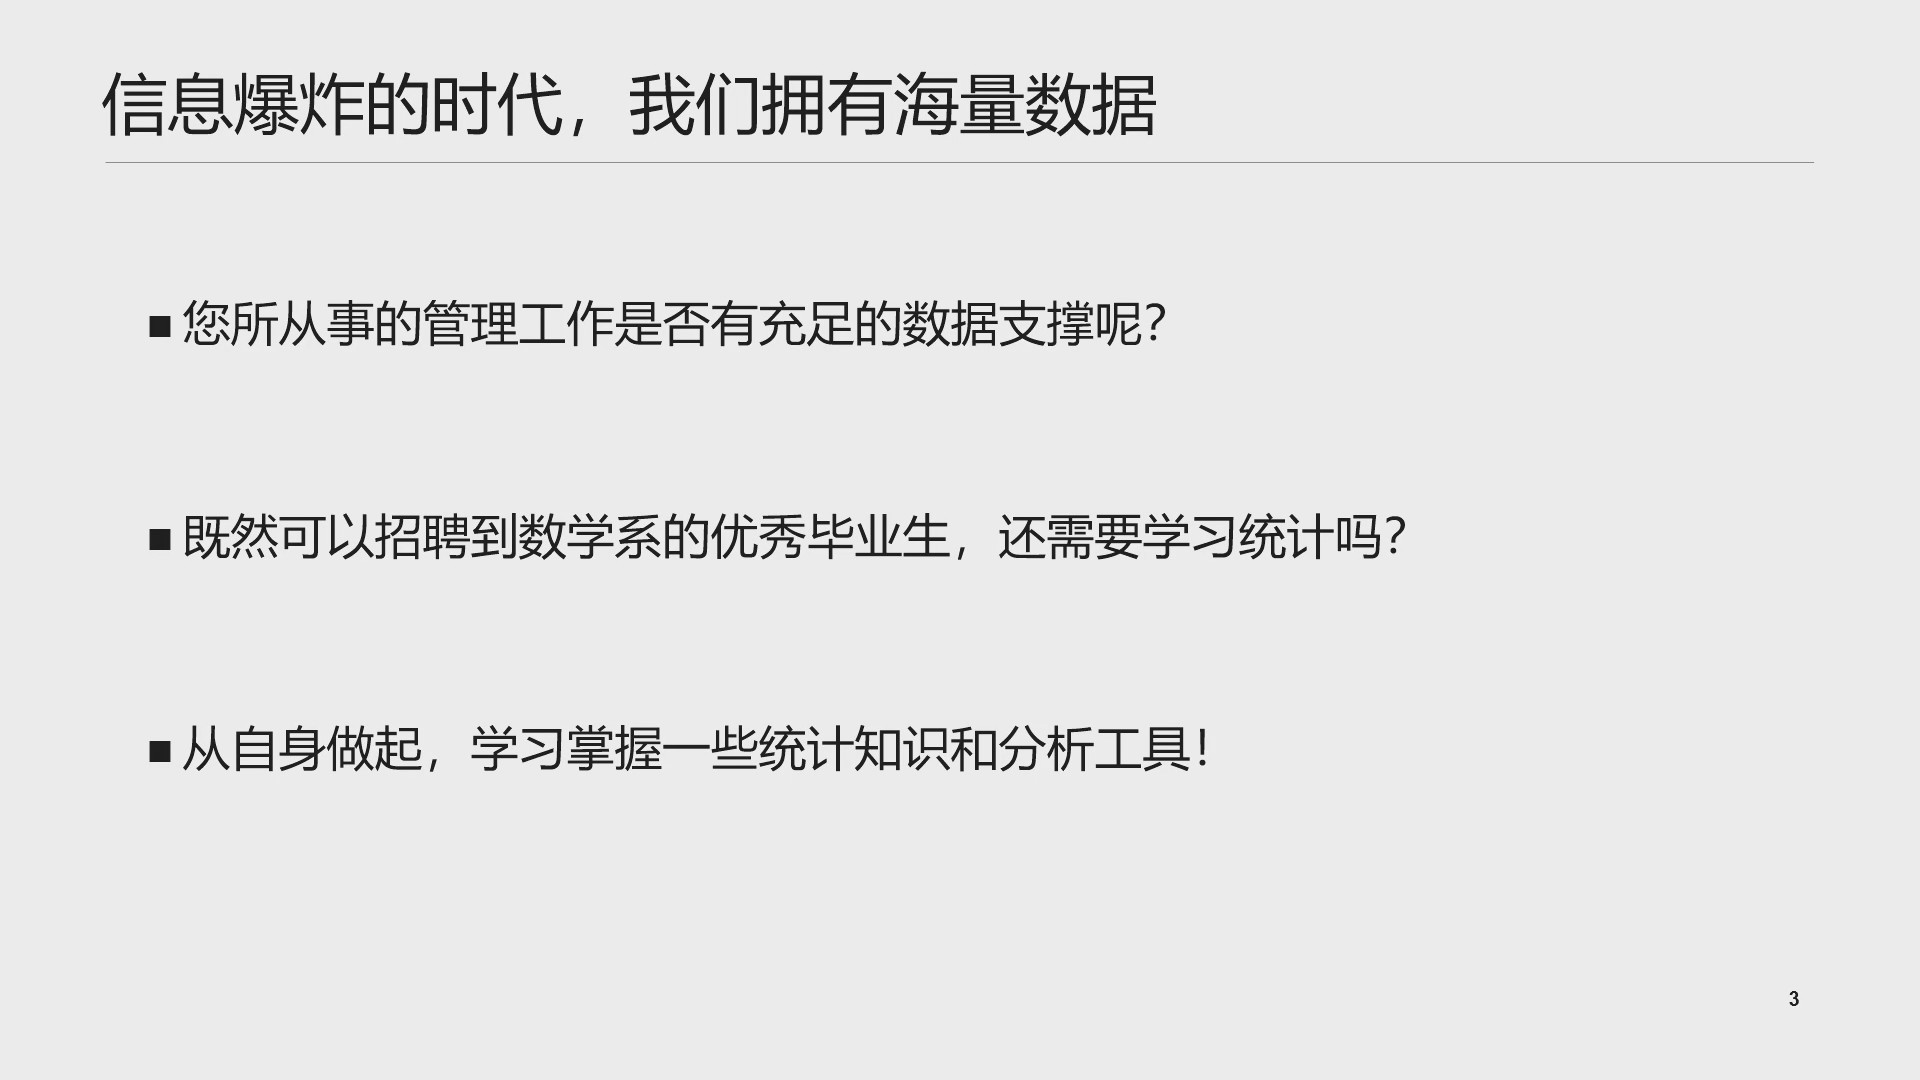 信息爆炸的时代，我们拥有海量数据
■ 您所从事的管理工作是否有充足的数据支撑呢？
■ 既然可以招聘到数学系的优秀毕业生，还需要学习统计吗？
■ 从自身做起，学习掌握一些统计知识和分析工具！
3